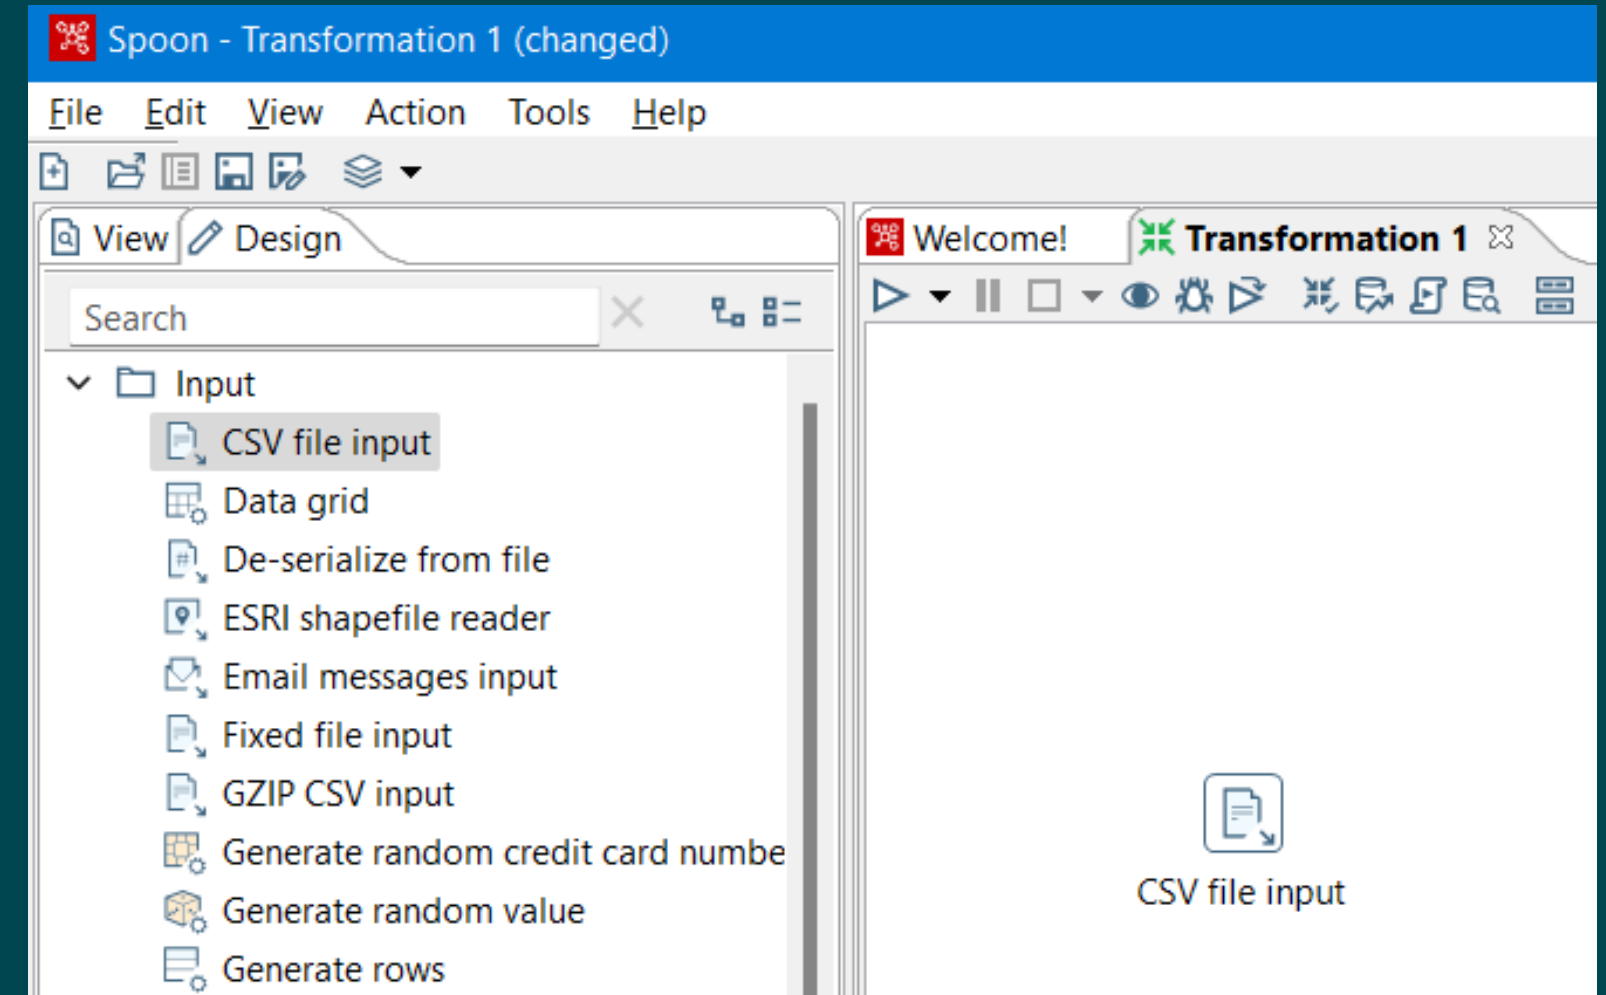 Spoon - Transformation 1 (changed)
File Edit View Action Tools Help
View Design
Welcome! Transformation 1
Search
Input
CSV file input
Data grid
De-serialize from file
ESRI shapefile reader
Email messages input
Fixed file input
GZIP CSV input
Generate random credit card numbe
Generate random value
Generate rows
CSV file input